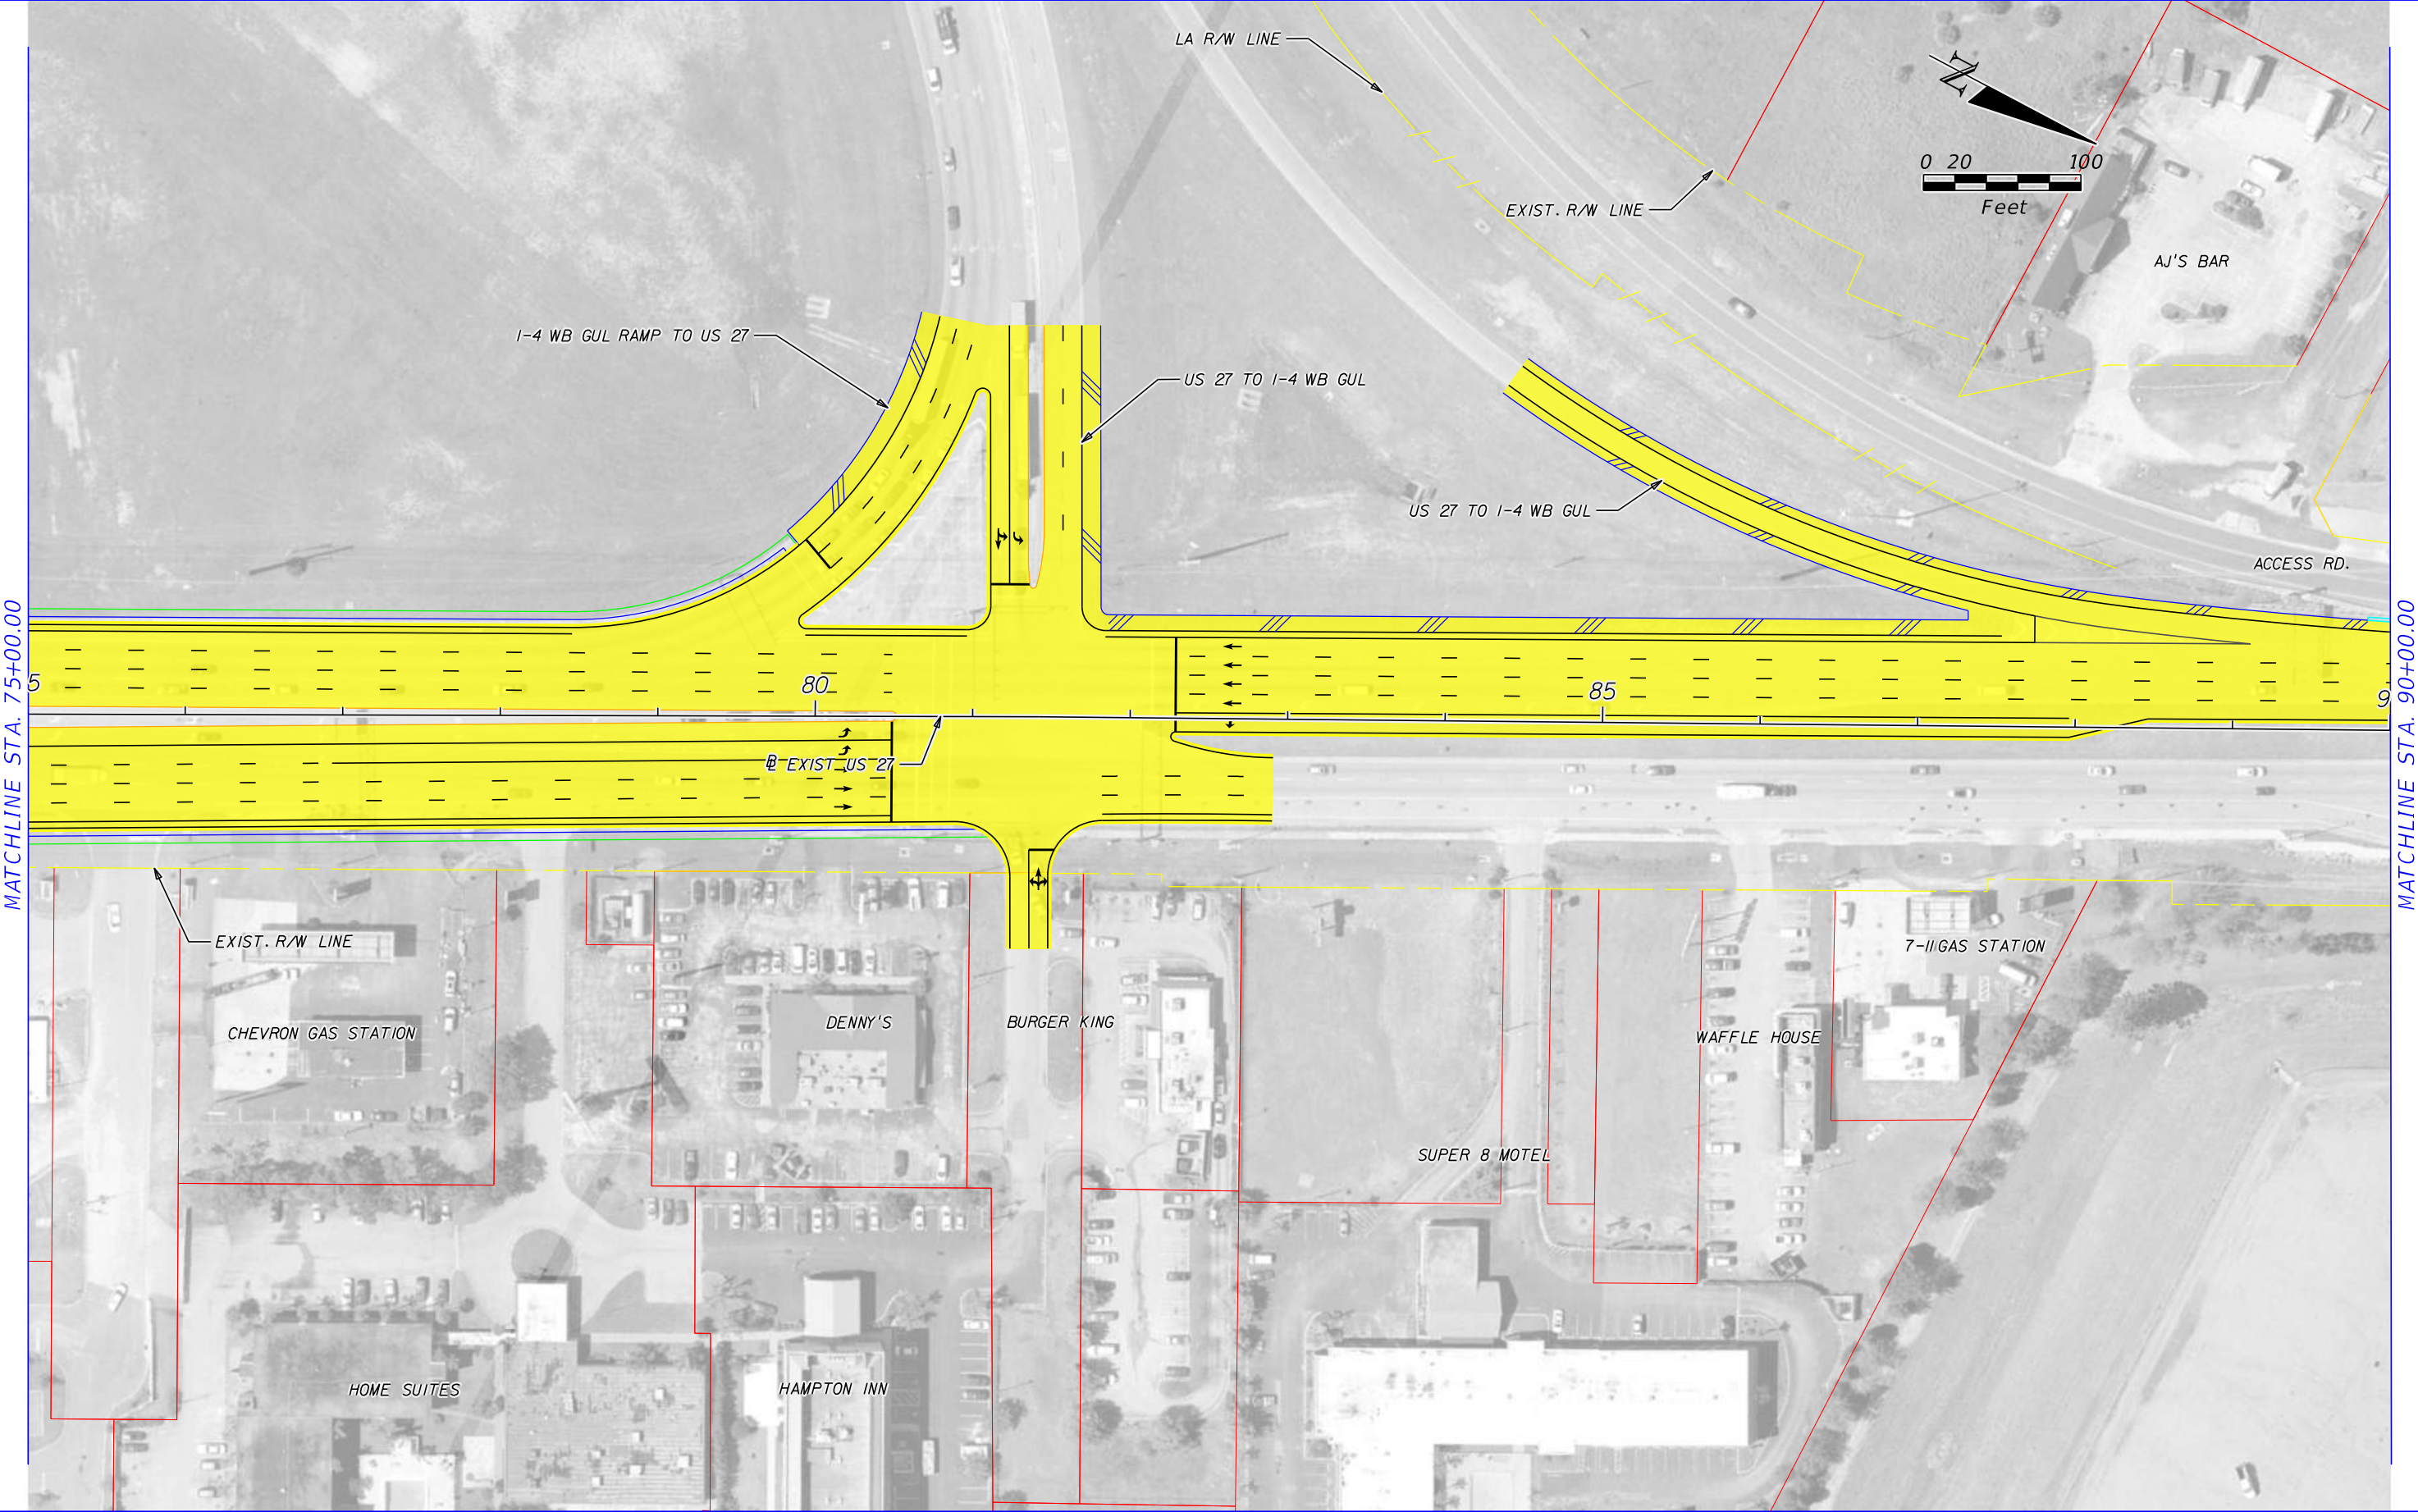 LA R/W LINE
N
0 20 100
Feet
EXIST. R/W LINE
AJ'S BAR
I-4 WB GUL RAMP TO US 27
US 27 TO I-4 WB GUL
US 27 TO I-4 WB GUL
ACCESS RD.
MATCHLINE STA. 75+00.00
MATCHLINE STA. 90+00.00
5
80
85
9
B EXIST US 27
EXIST. R/W LINE
7-11 GAS STATION
CHEVRON GAS STATION
DENNY'S
BURGER KING
WAFFLE HOUSE
SUPER 8 MOTEL
HOME SUITES
HAMPTON INN